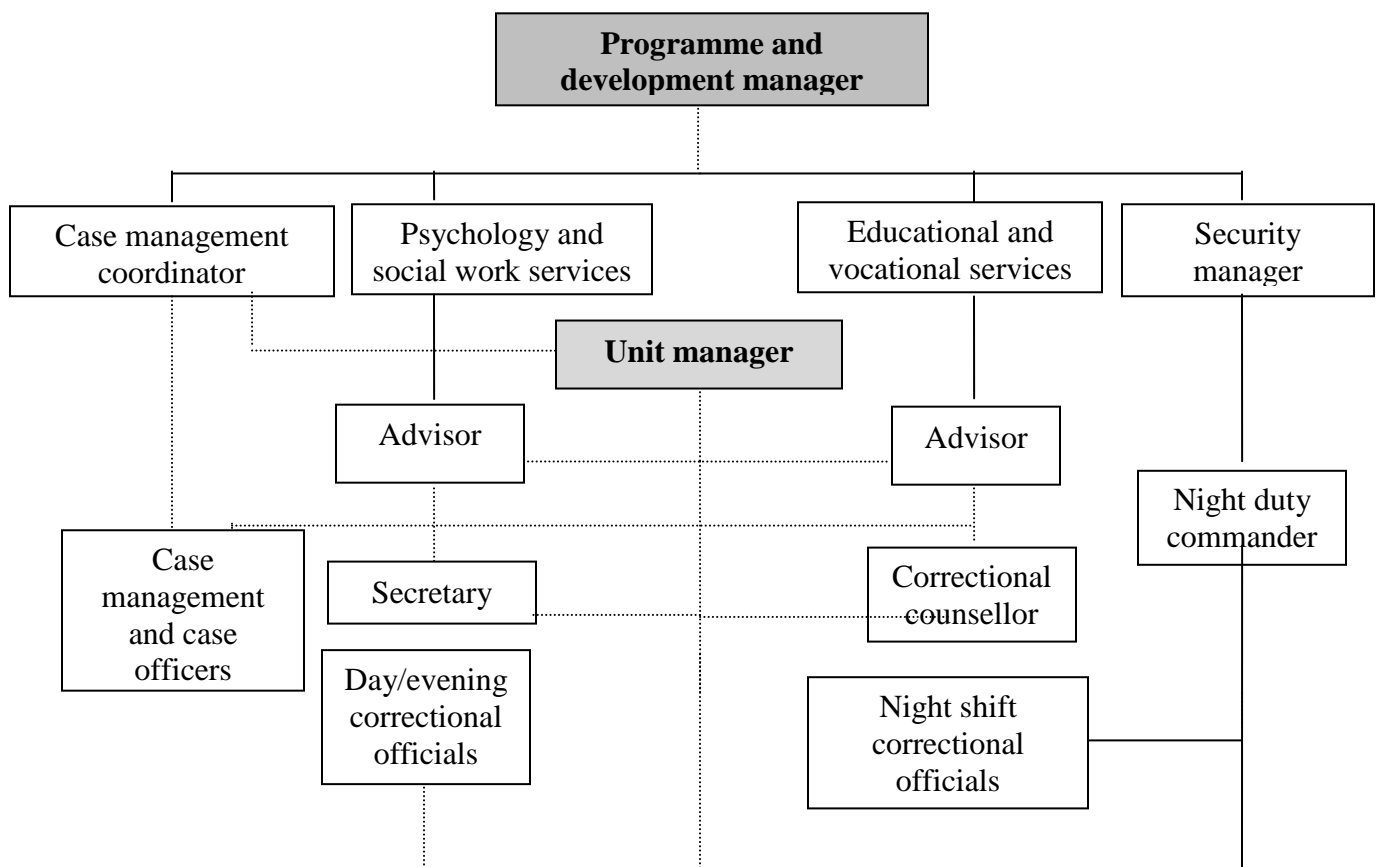 Programme and
development manager
Case management
coordinator
Psychology and
social work services
Educational and
vocational services
Security
manager
Unit manager
Advisor
Advisor
Night duty
commander
Case
management
and case
officers
Secretary
Correctional
counsellor
Day/evening
correctional
officials
Night shift
correctional
officials